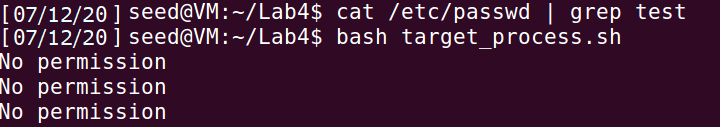 [07/12/20]seed@VM:~/Lab4$ cat /etc/passwd | grep test
[07/12/20]seed@VM:~/Lab4$ bash target_process.sh
No permission
No permission
No permission